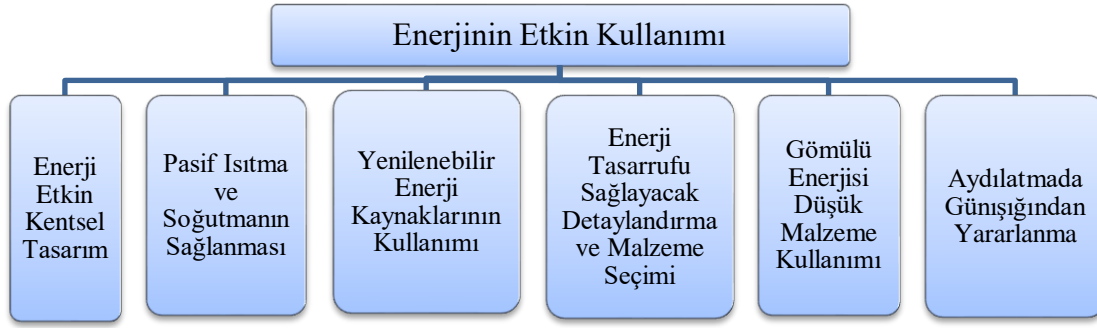 Enerjinin Etkin Kullanımı
Enerji
Etkin
Kentsel
Tasarım
Pasif Isıtma
ve
Soğutmanın
Sağlanması
Yenilenebilir
Enerji
Kaynaklarının
Kullanımı
Enerji
Tasarrufu
Sağlayacak
Detaylandırma
ve Malzeme
Seçimi
Gömülü
Enerjisi
Düşük
Malzeme
Kullanımı
Aydılatmada
Günışığından
Yararlanma